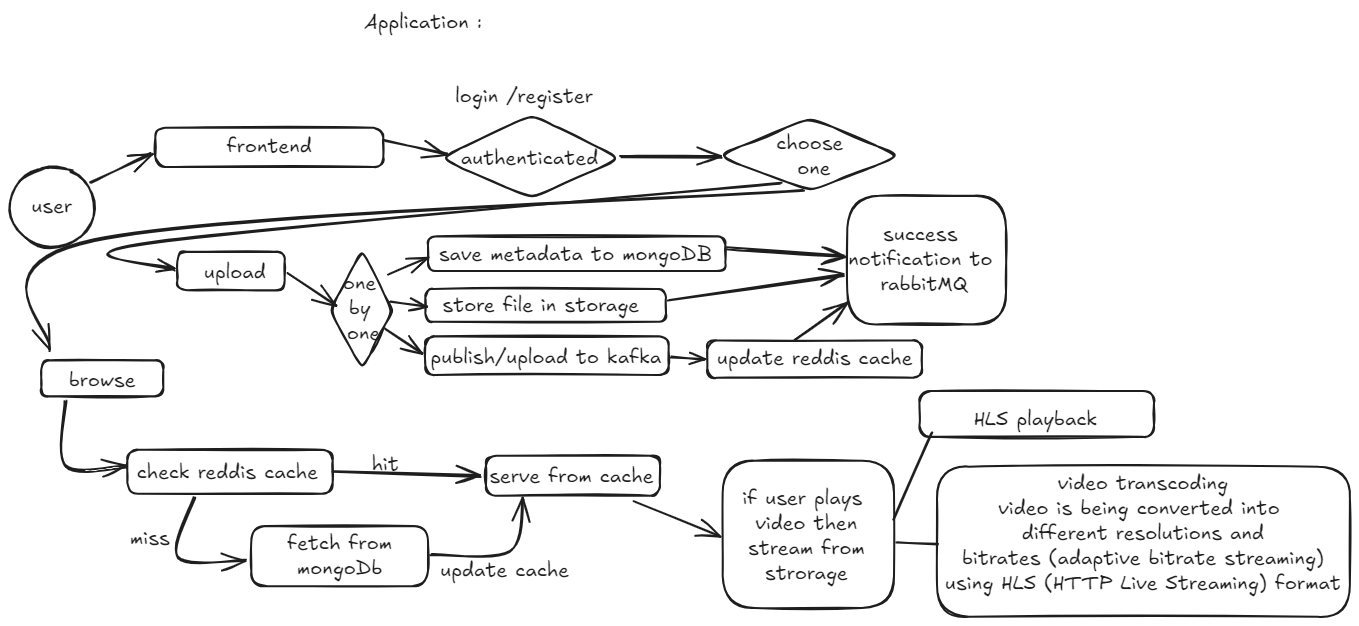 Application :
login /register
frontend
authenticated
choose
one
user
upload
one
by
one
save metadata to mongoDB
store file in storage
publish/upload to kafka
update reddis cache
success
notification to
rabbitMQ
browse
check reddis cache
hit
serve from cache
miss
fetch from
mongoDb
update cache
if user plays
video then
stream from
strorage
HLS playback
video transcoding
video is being converted into
different resolutions and
bitrates (adaptive bitrate streaming)
using HLS (HTTP Live Streaming) format